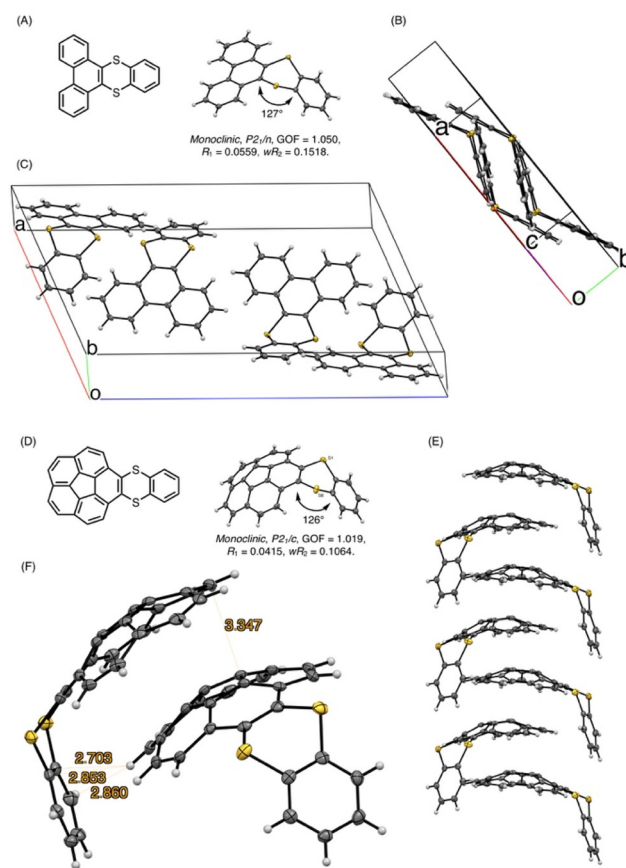 (A)
S
S
127°
Monoclinic, P2₁/n, GOF = 1.050,
R₁ = 0.0559, wR₂ = 0.1518.
(B)
a
c
b
o
(C)
a
b
o
(D)
S
S
S1
126°
Monoclinic, P2₁/c, GOF = 1.019,
R₁ = 0.0415, wR₂ = 0.1064.
(E)
(F)
3.347
2.703
2.853
2.860